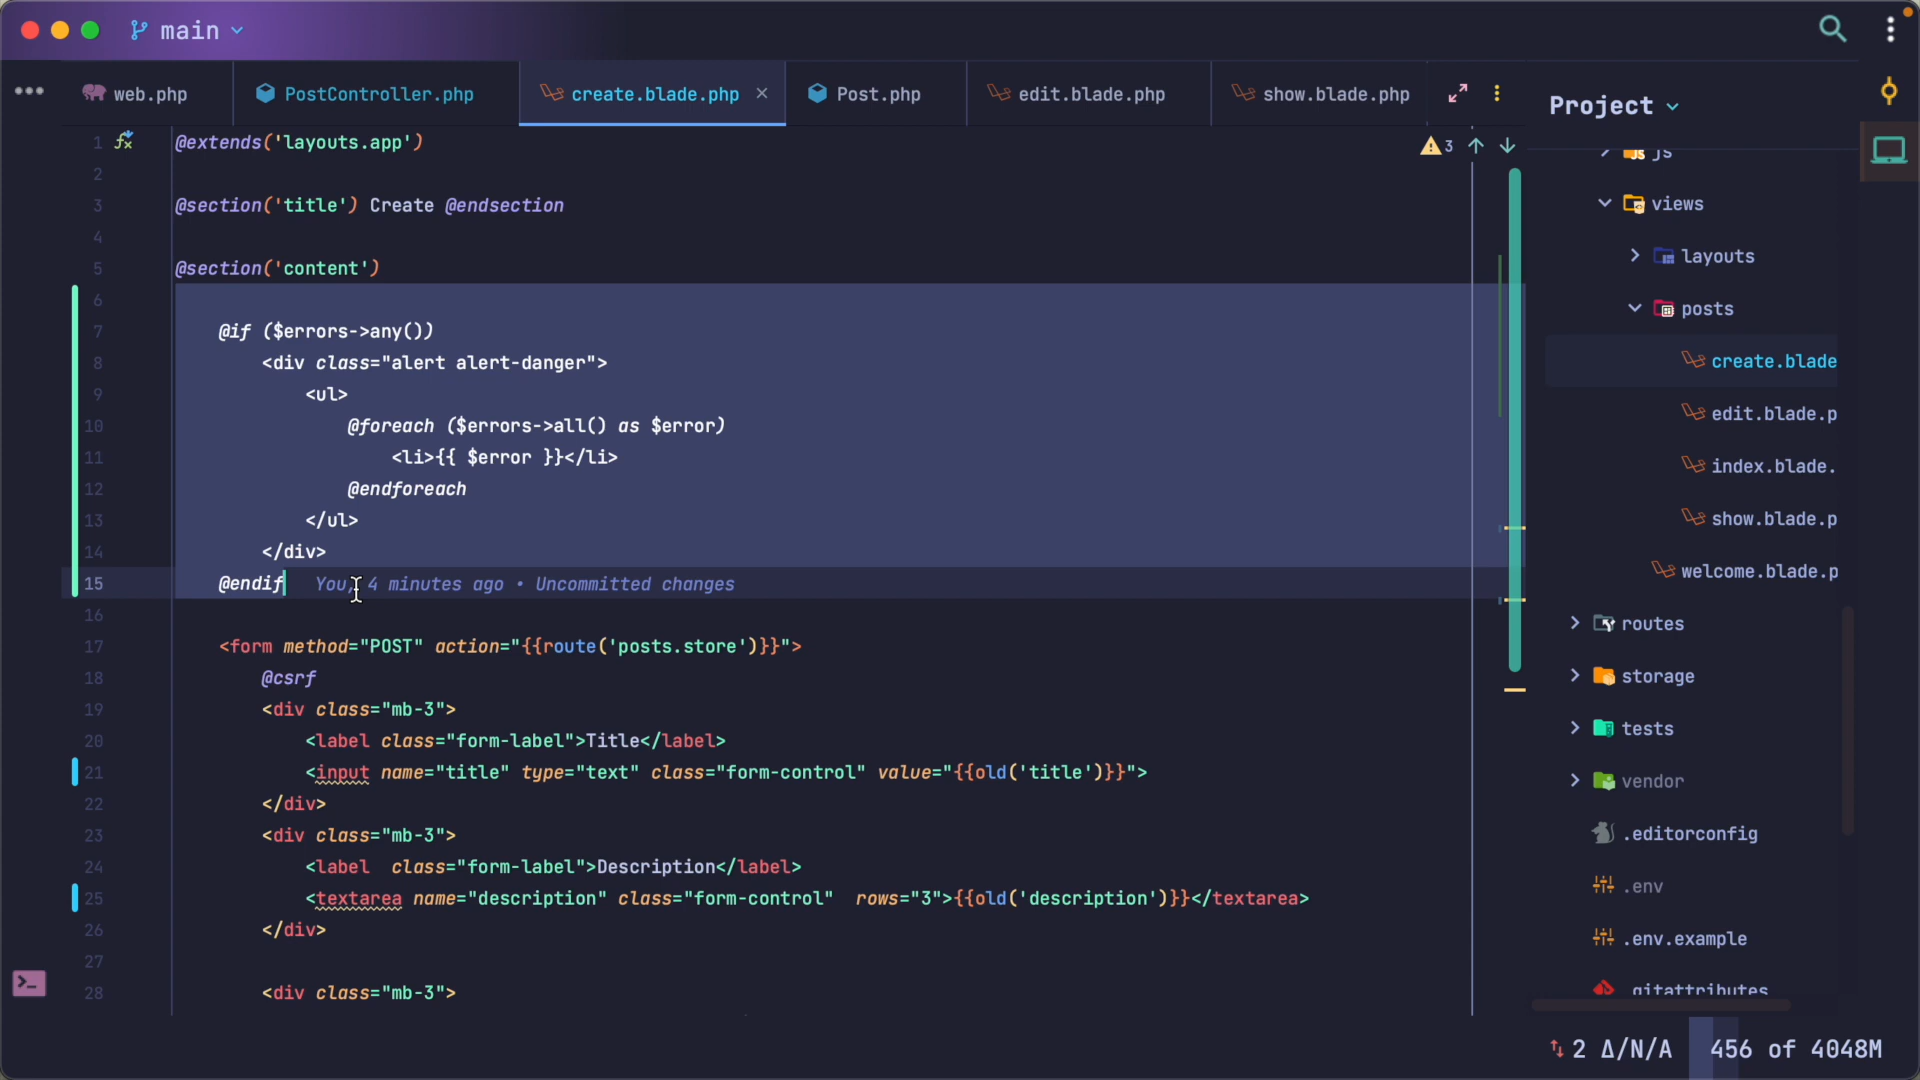 main
web.php
PostController.php
create.blade.php
Post.php
edit.blade.php
show.blade.php
Project
3
1 @extends('layouts.app')
2
3 @section('title') Create @endsection
4
5 @section('content')
6
7 @if ($errors->any())
8 <div class="alert alert-danger">
9 <ul>
10 @foreach ($errors->all() as $error)
11 <li>{{ $error }}</li>
12 @endforeach
13 </ul>
14 </div>
15 @endif You, 4 minutes ago • Uncommitted changes
16
17 <form method="POST" action="{{route('posts.store')}}">
18 @csrf
19 <div class="mb-3">
20 <label class="form-label">Title</label>
21 <input name="title" type="text" class="form-control" value="{{old('title')}}">
22 </div>
23 <div class="mb-3">
24 <label  class="form-label">Description</label>
25 <textarea name="description" class="form-control"  rows="3">{{old('description')}}</textarea>
26 </div>
27
28 <div class="mb-3">
js
views
layouts
posts
create.blade
edit.blade.p
index.blade.
show.blade.p
welcome.blade.p
routes
storage
tests
vendor
.editorconfig
.env
.env.example
.gitattributes
2 Δ/N/A
456 of 4048M